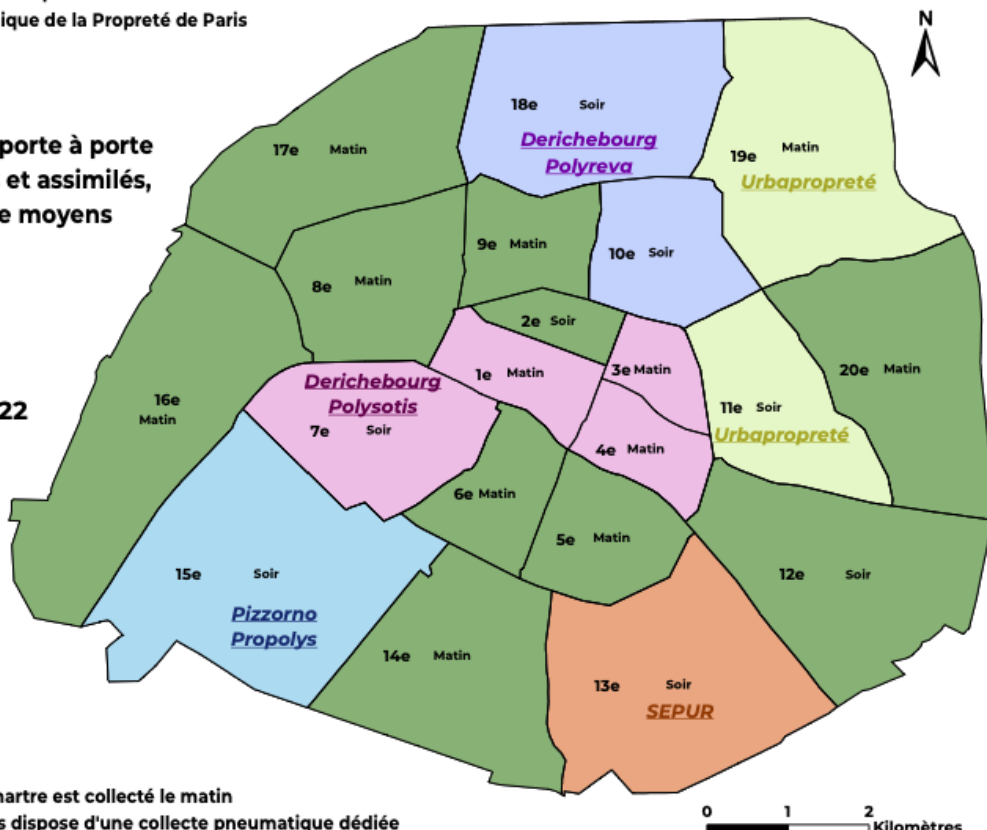 ique de la Propreté de Paris
N
porte à porte
et assimilés,
e moyens
18e Soir
Derichebourg
Polyreva
17e Matin
19e Matin
Urbapropreté
9e Matin
10e Soir
8e Matin
2e Soir
1e Matin
3e Matin
20e Matin
Derichebourg
Polysotis
7e Soir
16e
Matin
22
11e Soir
Urbapropreté
4e Matin
6e Matin
5e Matin
15e Soir
12e Soir
Pizzorno
Propolys
14e Matin
13e Soir
SEPUR
artre est collecté le matin
s dispose d'une collecte pneumatique dédiée
0 1 2
Kilomètres